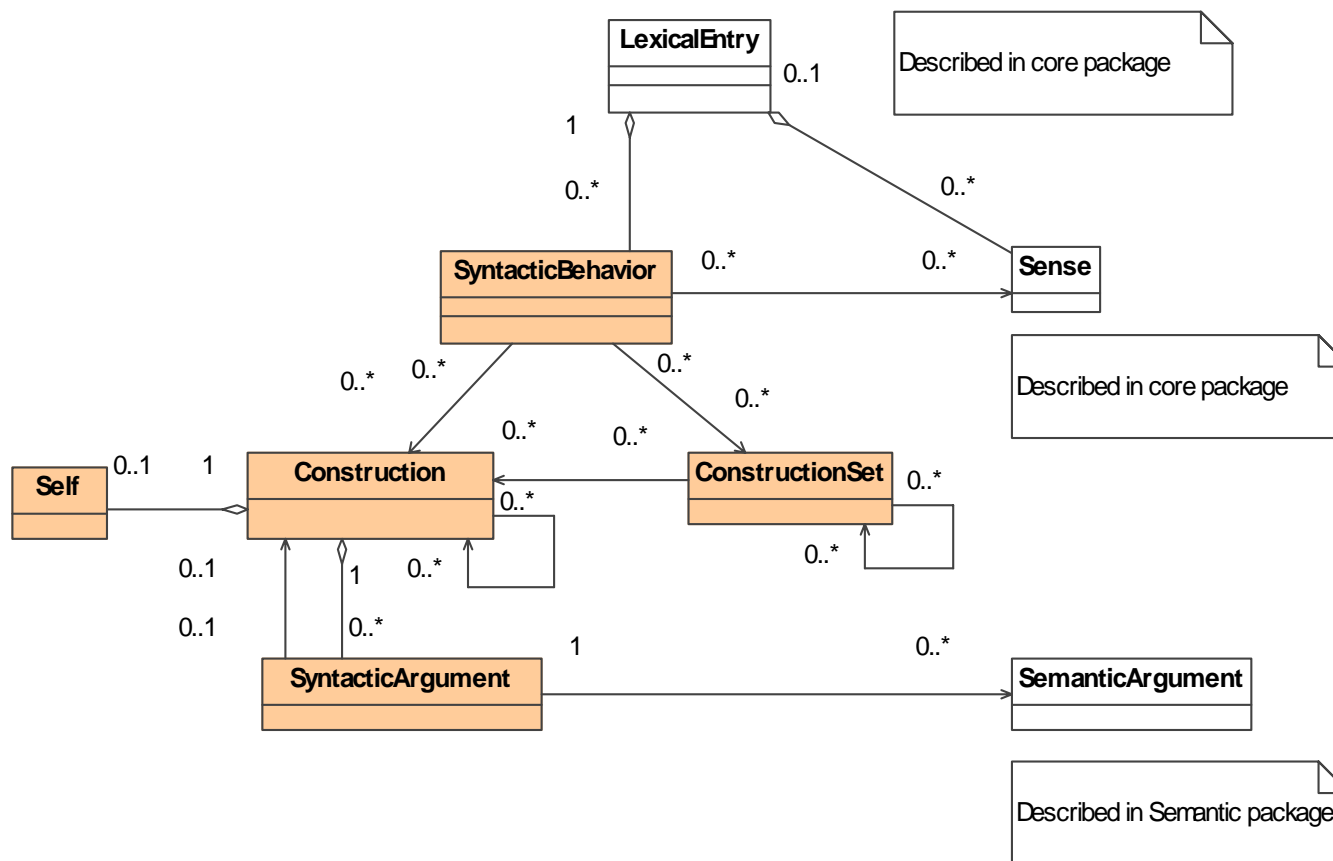 LexicalEntry
Described in core package
0..1
1
0..*
0..*
SyntacticBehavior
0..*
0..*
Sense
0..*
0..*
0..*
0..*
Described in core package
0..*
0..*
0..1
1
Construction
ConstructionSet
Self
0..*
0..*
0..*
0..*
0..1
1
0..1
0..*
1
0..*
SyntacticArgument
SemanticArgument
Described in Semantic package